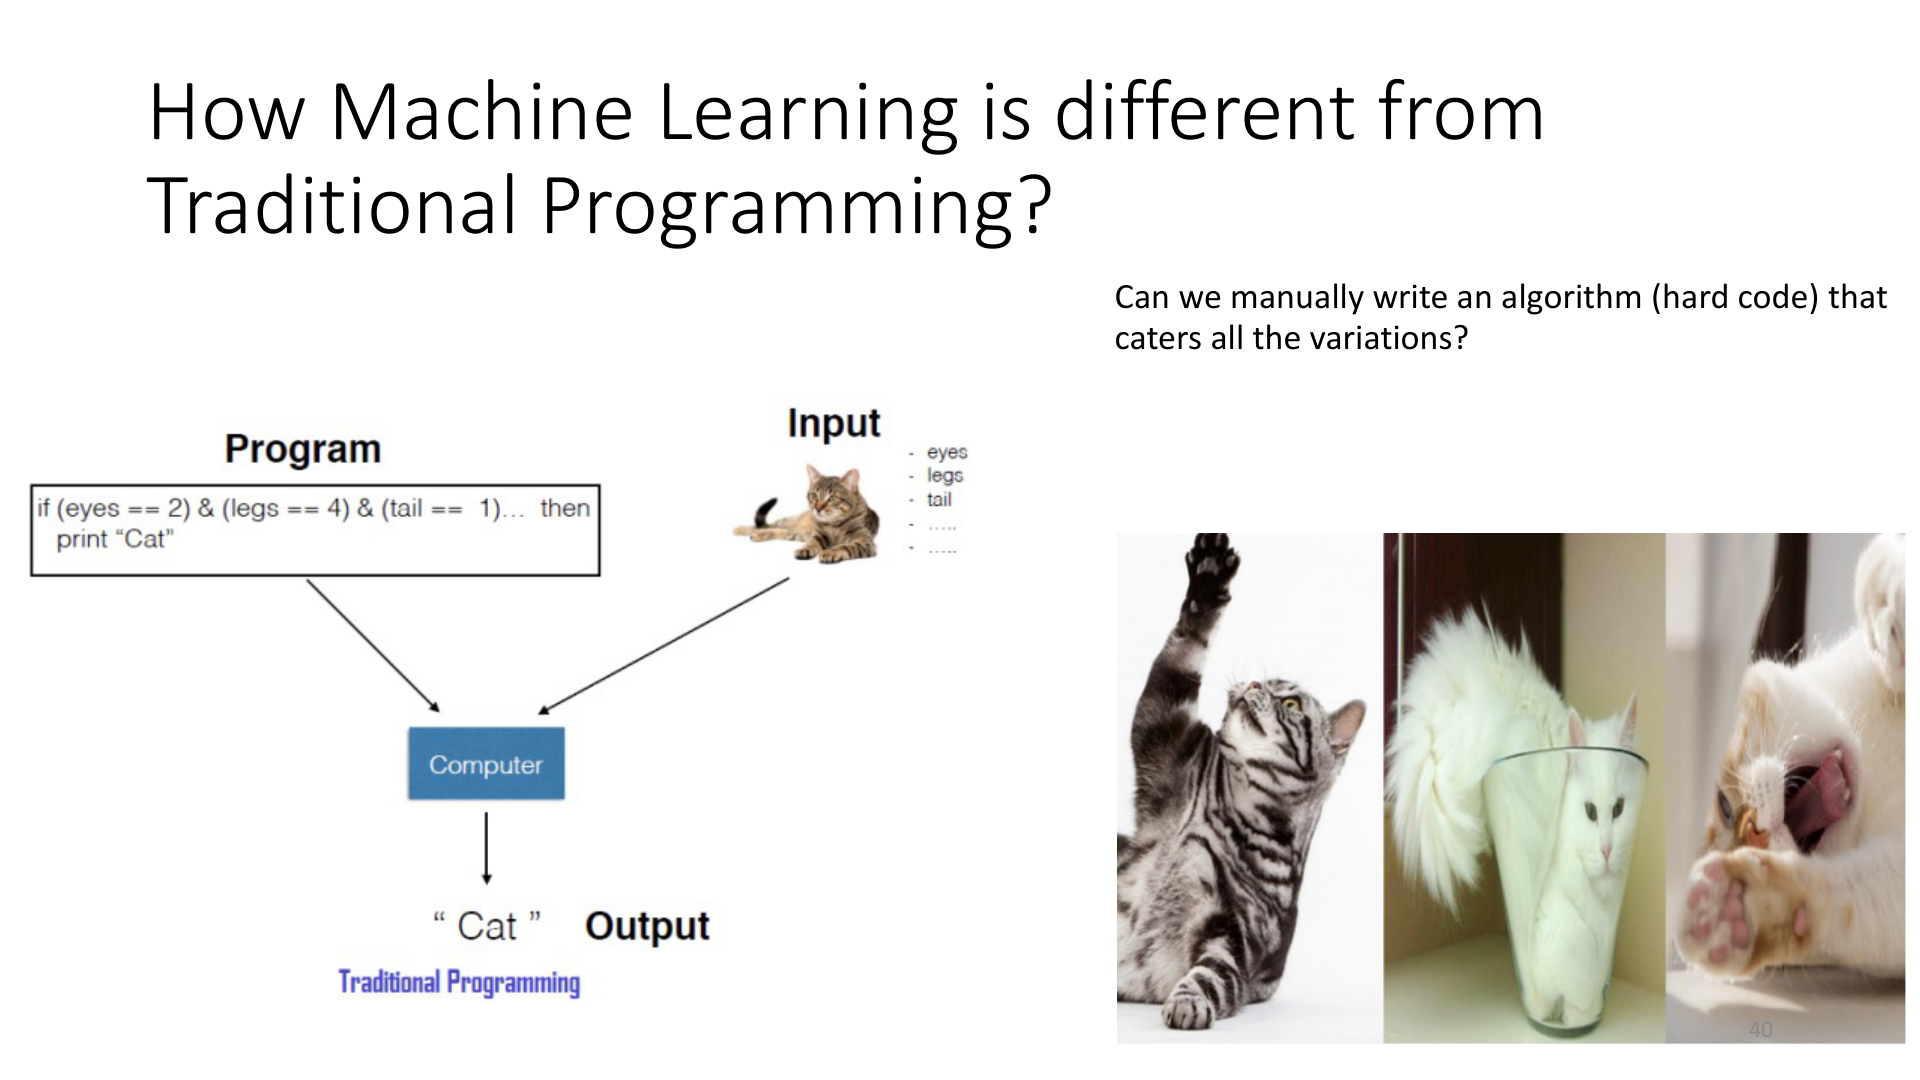 How Machine Learning is different from
Traditional Programming?
Can we manually write an algorithm (hard code) that
caters all the variations?
Program
if (eyes == 2) & (legs == 4) & (tail == 1)... then
print “Cat”
Input
- eyes
- legs
- tail
- .....
- .....
Computer
“ Cat ” Output
Traditional Programming
40